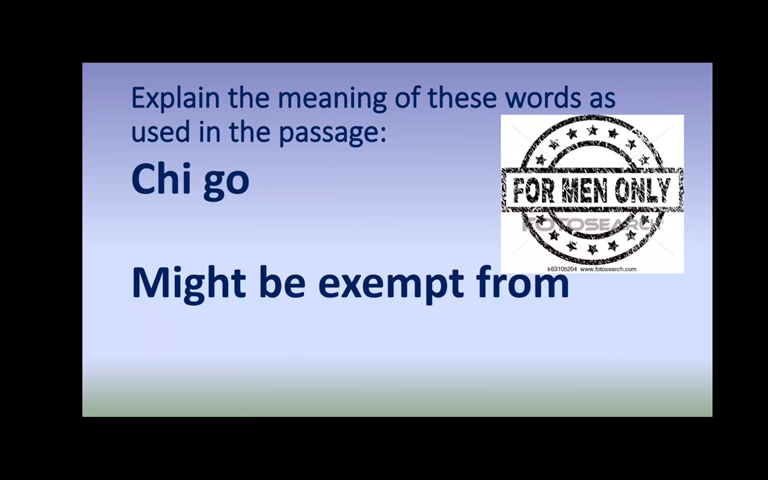 Explain the meaning of these words as
used in the passage:
Chi go
FOR MEN ONLY
FOTOSEARCH
k63105204 www.fotosearch.com
Might be exempt from